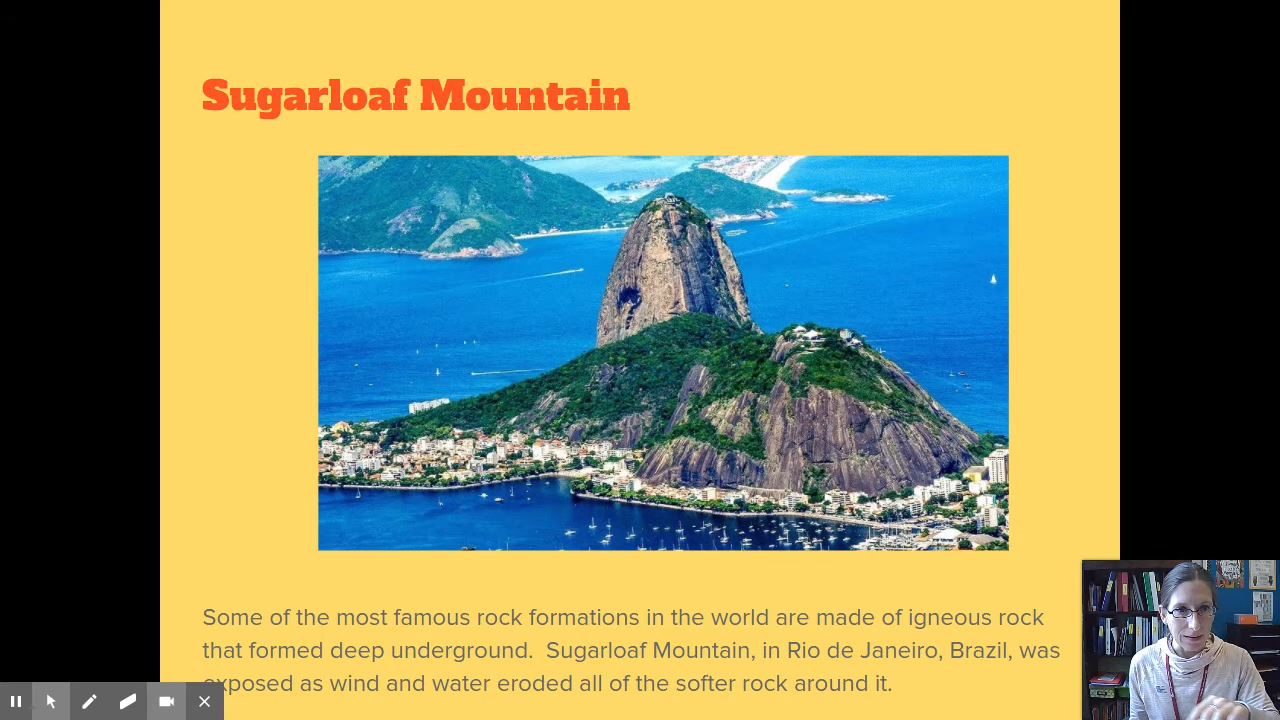 Sugarloaf Mountain
Some of the most famous rock formations in the world are made of igneous rock
that formed deep underground.  Sugarloaf Mountain, in Rio de Janeiro, Brazil, was
exposed as wind and water eroded all of the softer rock around it.